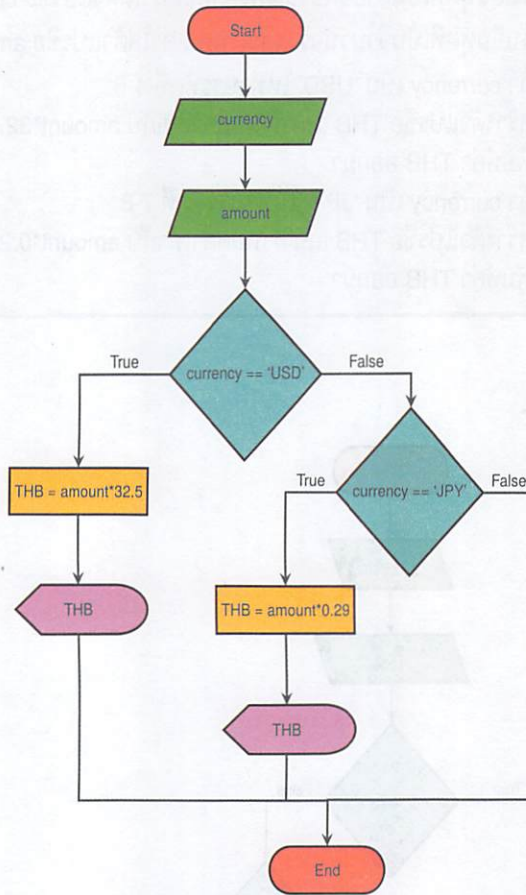 Start
currency
amount
True
False
currency == 'USD'
THB = amount*32.5
True
currency == 'JPY'
False
THB
THB = amount*0.29
THB
End